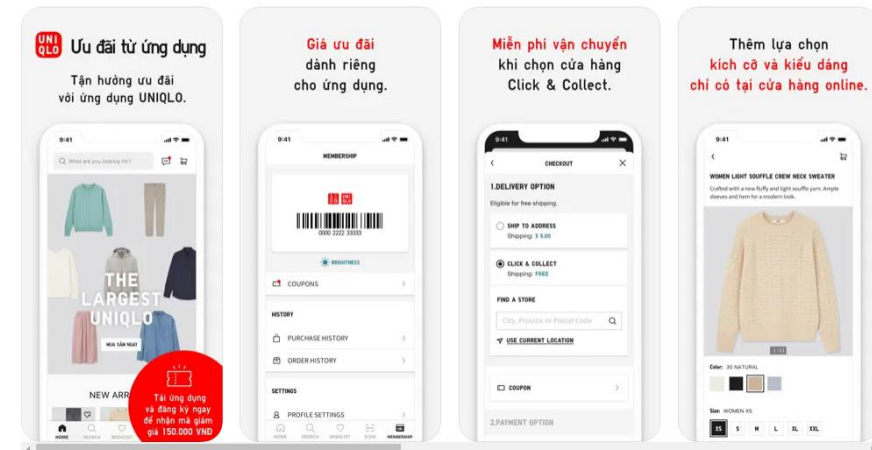 UNI
QLO
Ưu đãi từ ứng dụng
Tận hưởng ưu đãi
với ứng dụng UNIQLO.
9:41
What are you looking for?
THE
LARGEST
UNIQLO
MUA SẮM NGAY
NEW ARR
Tải ứng dụng
và đăng ký ngay
để nhận mã giảm
giá 150.000 VND
HOME
SEARCH
WISHLIST
Giá ưu đãi
dành riêng
cho ứng dụng.
9:41
MEMBERSHIP
0000 2222 33333
BRIGHTNESS
COUPONS
HISTORY
PURCHASE HISTORY
ORDER HISTORY
SETTINGS
PROFILE SETTINGS
HOME SEARCH WISHLIST SCAN MEMBERSHIP
Miễn phí vận chuyển
khi chọn cửa hàng
Click & Collect.
9:41
CHECKOUT
1.DELIVERY OPTION
Eligible for free shipping.
SHIP TO ADDRESS
Shipping: $ 5.00
CLICK & COLLECT
Shipping: FREE
FIND A STORE
City, Provice or Postal Code
USE CURRENT LOCATION
COUPON
2.PAYMENT OPTION
Thêm lựa chọn
kích cỡ và kiểu dáng
chỉ có tại cửa hàng online.
9:41
WOMEN LIGHT SOUFFLE CREW NECK SWEATER
Crafted with a new fluffy and light souffle yarn. Ample
sleeves and hem for a modern look.
Color: 30 NATURAL
Size: WOMEN XS
XS S M L XL XXL